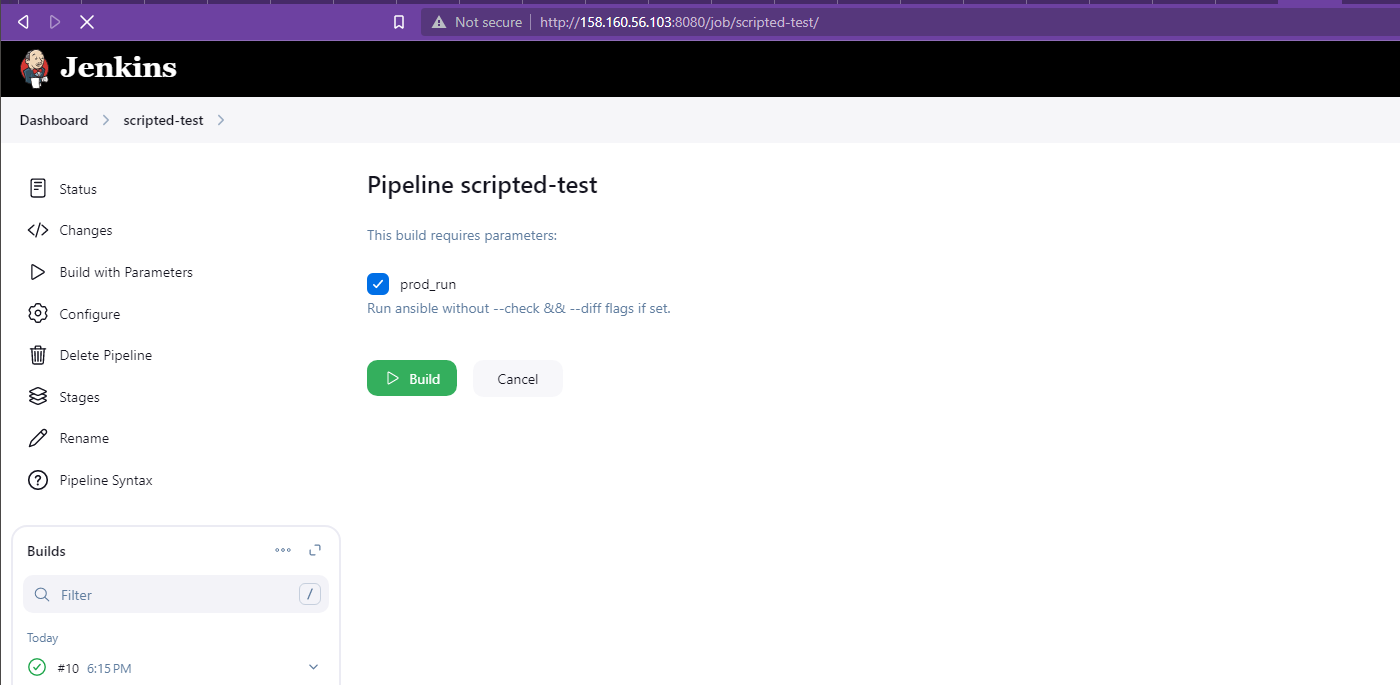 Not secure http://158.160.56.103:8080/job/scripted-test/
Jenkins
Dashboard scripted-test
Status
Changes
Build with Parameters
Configure
Delete Pipeline
Stages
Rename
Pipeline Syntax
Pipeline scripted-test
This build requires parameters:
prod_run
Run ansible without --check && --diff flags if set.
Build Cancel
Builds
Filter /
Today
#10 6:15 PM